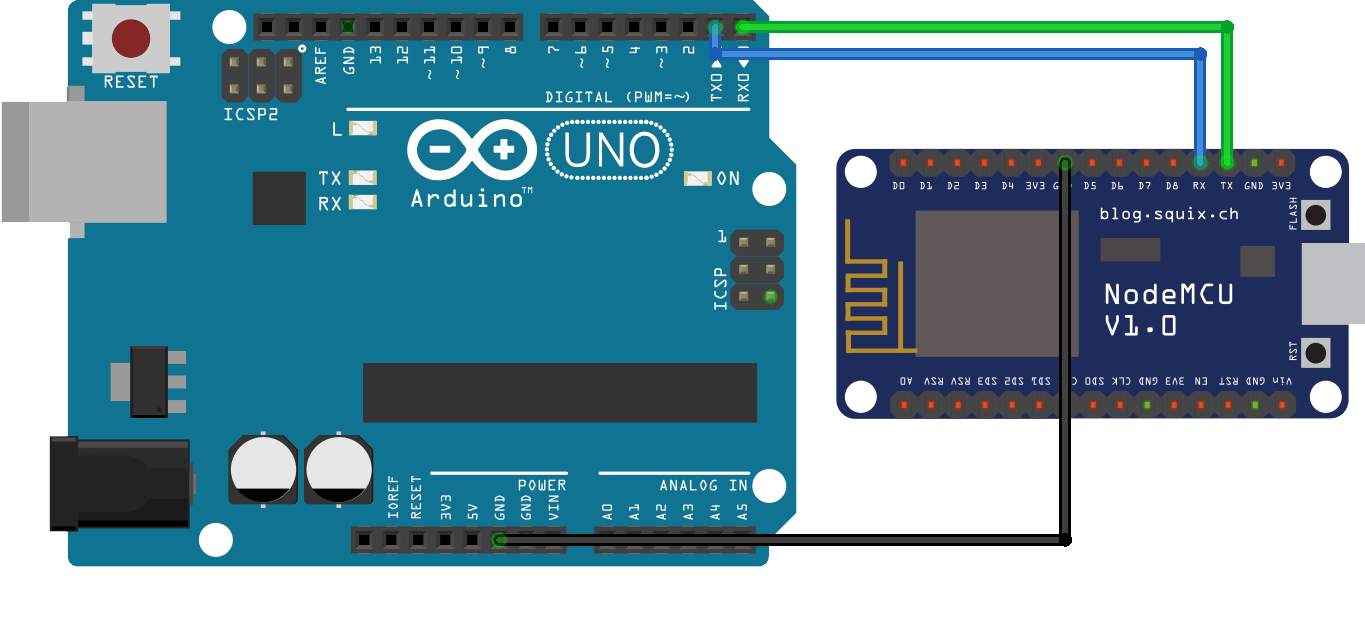 RESET
ICSP2
AREF
GND
13
12
~11
~10
~9
8
7
~6
~5
4
~3
2
TX0
RX0
DIGITAL (PWM=~)
L
TX
RX
UNO
Arduino™
ON
1
ICSP
IOREF
RESET
3V3
5V
GND
GND
VIN
POWER
ANALOG IN
A0
A1
A2
A3
A4
A5
D0 D1 D2 D3 D4 3V3 D5 D6 D7 D8 RX TX GND 3V3
blog.squix.ch
FLASH
NodeMCU
V1.0
RST
A0 RSV RSV SD3 SD2 SD1 SD0 CLK GND 3V3 EN RST GND Vin